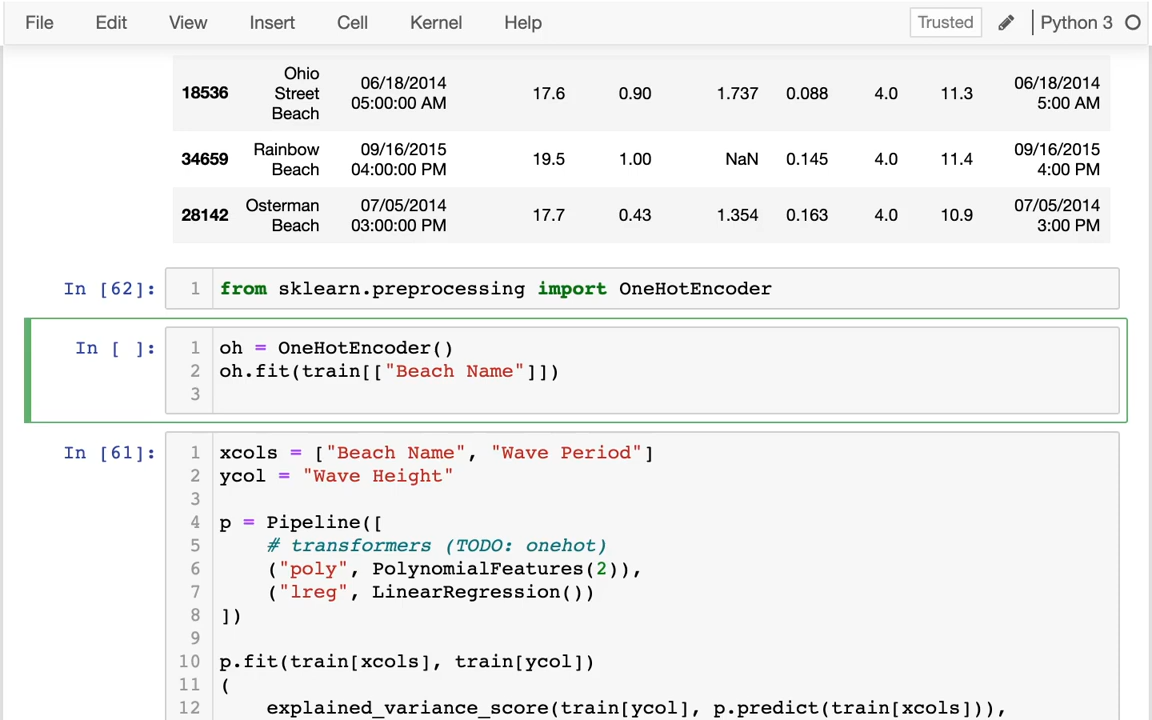 File Edit View Insert Cell Kernel Help Trusted Python 3
18536 Ohio Street Beach 06/18/2014 05:00:00 AM 17.6 0.90 1.737 0.088 4.0 11.3 06/18/2014 5:00 AM
34659 Rainbow Beach 09/16/2015 04:00:00 PM 19.5 1.00 NaN 0.145 4.0 11.4 09/16/2015 4:00 PM
28142 Osterman Beach 07/05/2014 03:00:00 PM 17.7 0.43 1.354 0.163 4.0 10.9 07/05/2014 3:00 PM
In [62]: 1 from sklearn.preprocessing import OneHotEncoder
In [ ]: 1 oh = OneHotEncoder()
2 oh.fit(train[["Beach Name"]])
3
In [61]: 1 xcols = ["Beach Name", "Wave Period"]
2 ycol = "Wave Height"
3
4 p = Pipeline([
5     # transformers (TODO: onehot)
6     ("poly", PolynomialFeatures(2)),
7     ("lreg", LinearRegression())
8 ])
9
10 p.fit(train[xcols], train[ycol])
11 (
12     explained_variance_score(train[ycol], p.predict(train[xcols])),